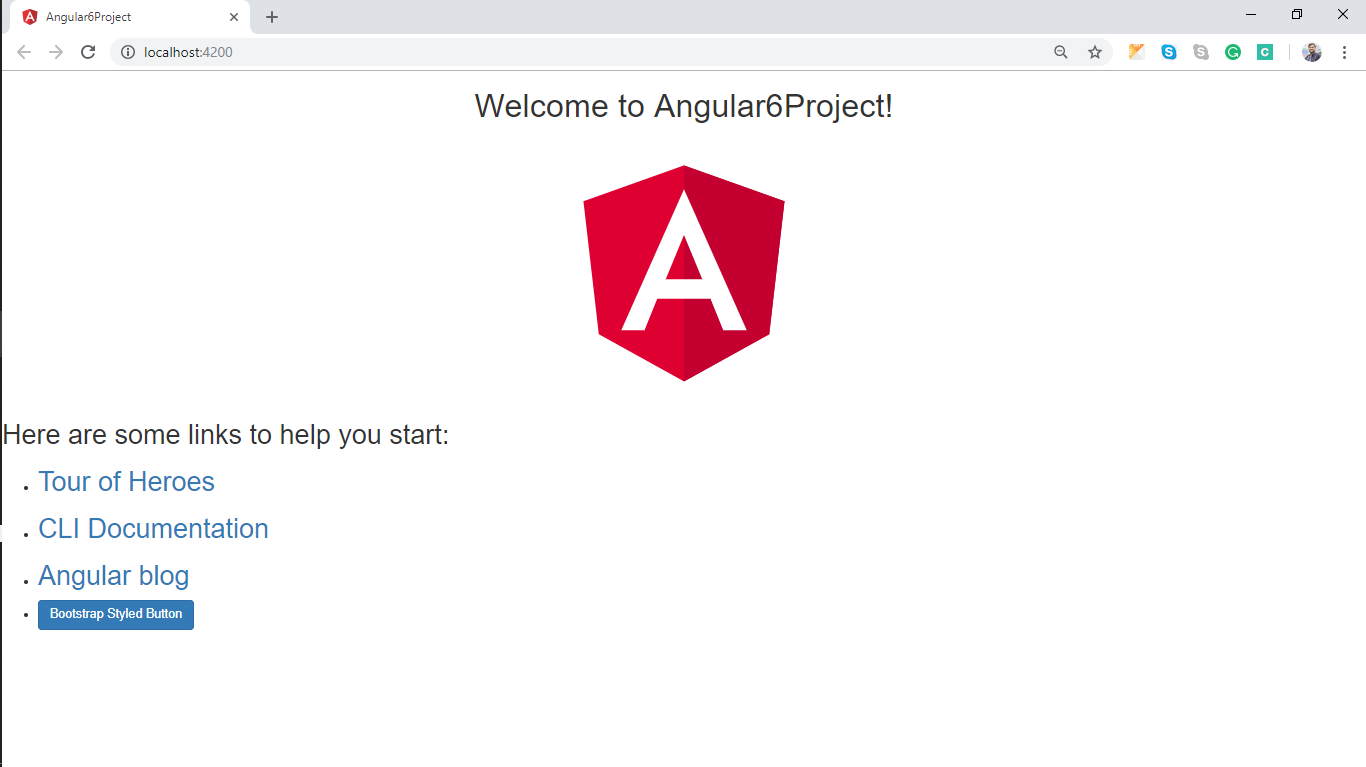 Angular6Project
localhost:4200
Welcome to Angular6Project!
A
Here are some links to help you start:
Tour of Heroes
CLI Documentation
Angular blog
Bootstrap Styled Button